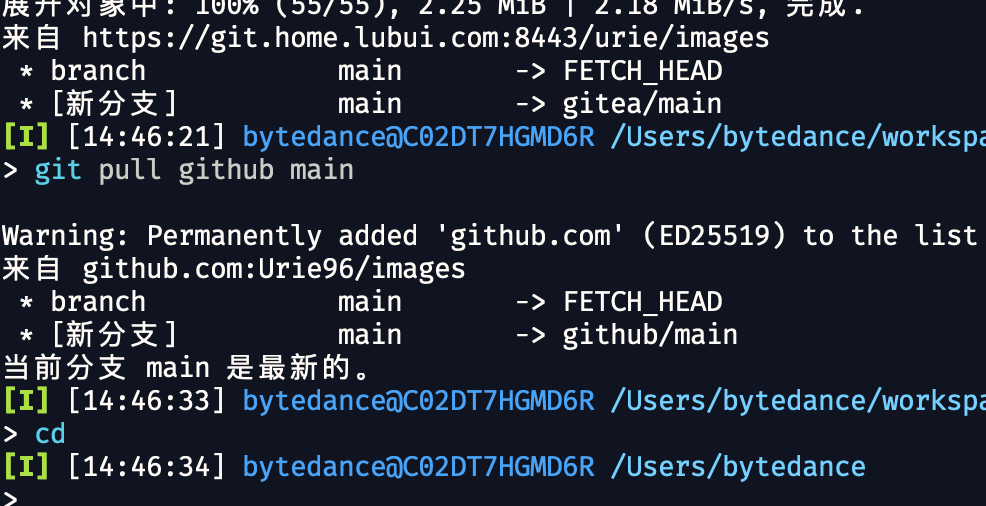 展开对象中: 100% (55/55), 2.25 MiB | 2.18 MiB/s, 完成.
来自 https://git.home.lubui.com:8443/urie/images
 * branch            main       -> FETCH_HEAD
 * [新分支]          main       -> gitea/main
[I] [14:46:21] bytedance@C02DT7HGMD6R /Users/bytedance/workspa
> git pull github main
Warning: Permanently added 'github.com' (ED25519) to the list
来自 github.com:Urie96/images
 * branch            main       -> FETCH_HEAD
 * [新分支]          main       -> github/main
当前分支 main 是最新的。
[I] [14:46:33] bytedance@C02DT7HGMD6R /Users/bytedance/workspa
> cd
[I] [14:46:34] bytedance@C02DT7HGMD6R /Users/bytedance
>